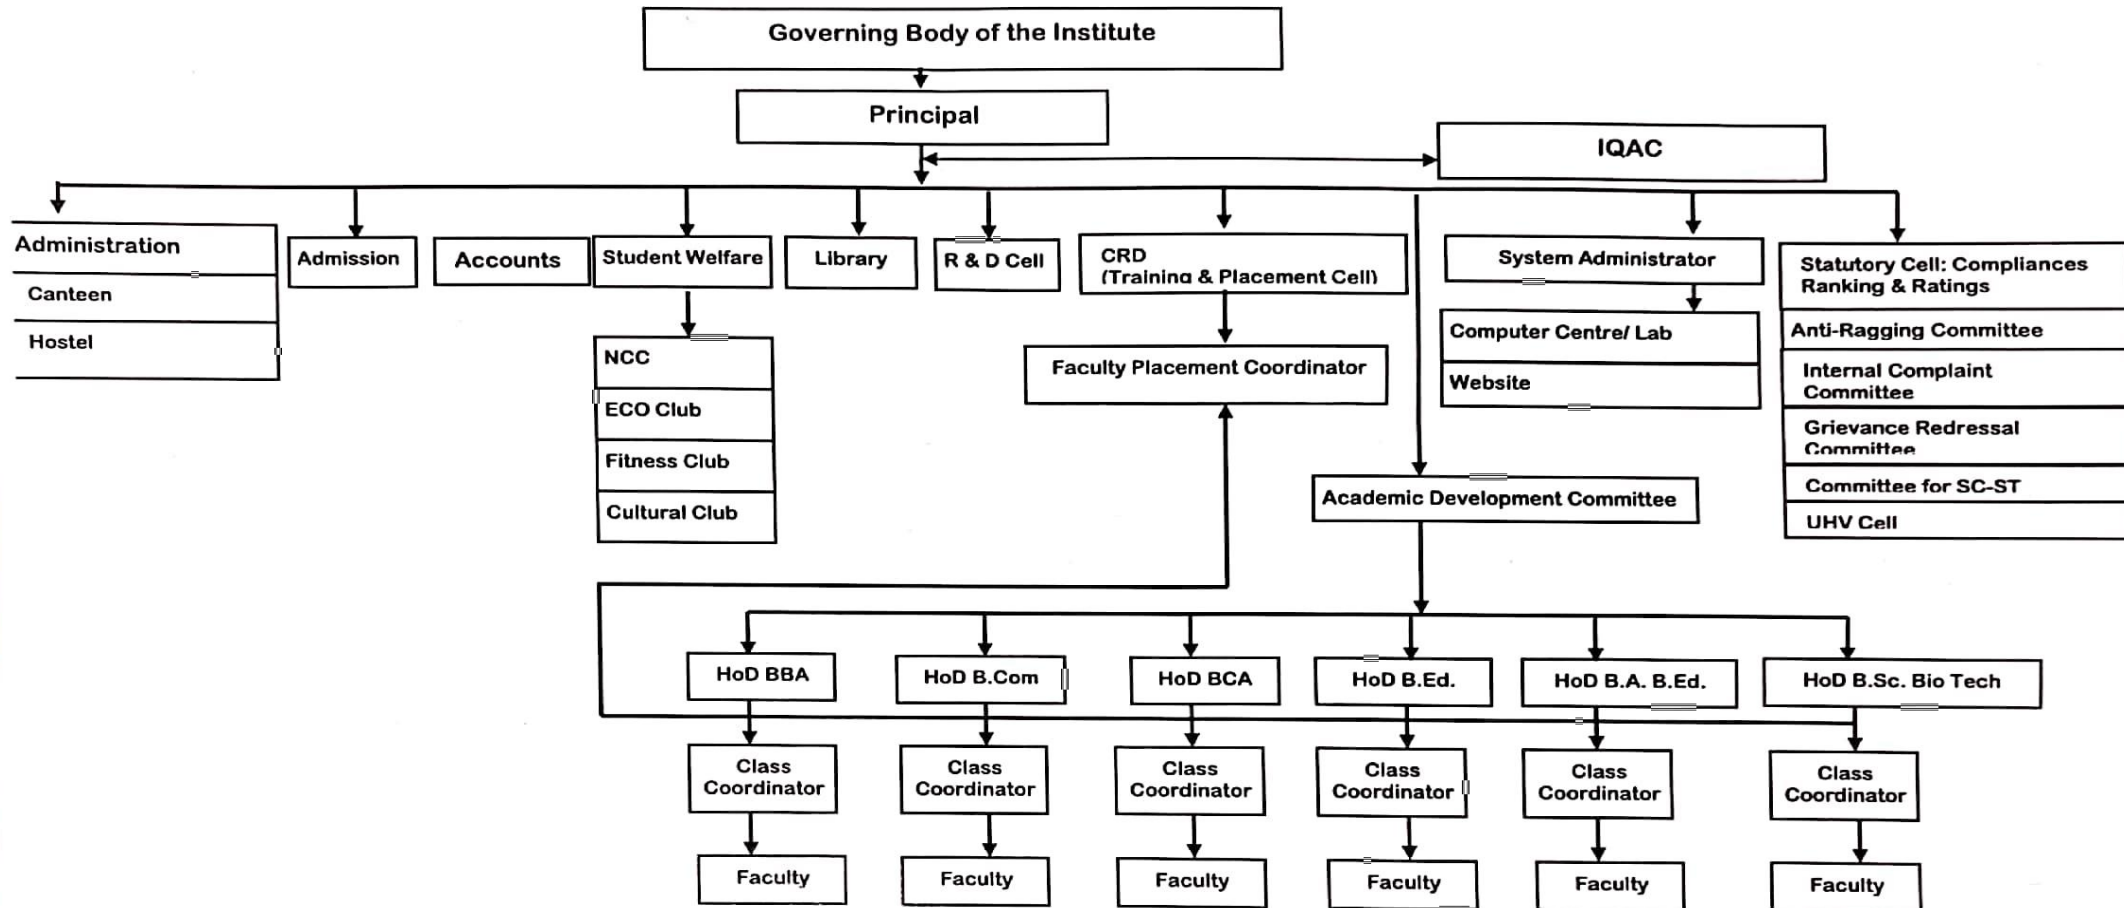 Governing Body of the Institute
Principal
IQAC
Administration
Canteen
Hostel
Admission
Accounts
Student Welfare
NCC
ECO Club
Fitness Club
Cultural Club
Library
R & D Cell
CRD
(Training & Placement Cell)
Faculty Placement Coordinator
Academic Development Committee
System Administrator
Computer Centre/ Lab
Website
Statutory Cell: Compliances
Ranking & Ratings
Anti-Ragging Committee
Internal Complaint
Committee
Grievance Redressal
Committee
Committee for SC-ST
UHV Cell
HoD BBA
HoD B.Com
HoD BCA
HoD B.Ed.
HoD B.A. B.Ed.
HoD B.Sc. Bio Tech
Class
Coordinator
Class
Coordinator
Class
Coordinator
Class
Coordinator
Class
Coordinator
Class
Coordinator
Faculty
Faculty
Faculty
Faculty
Faculty
Faculty